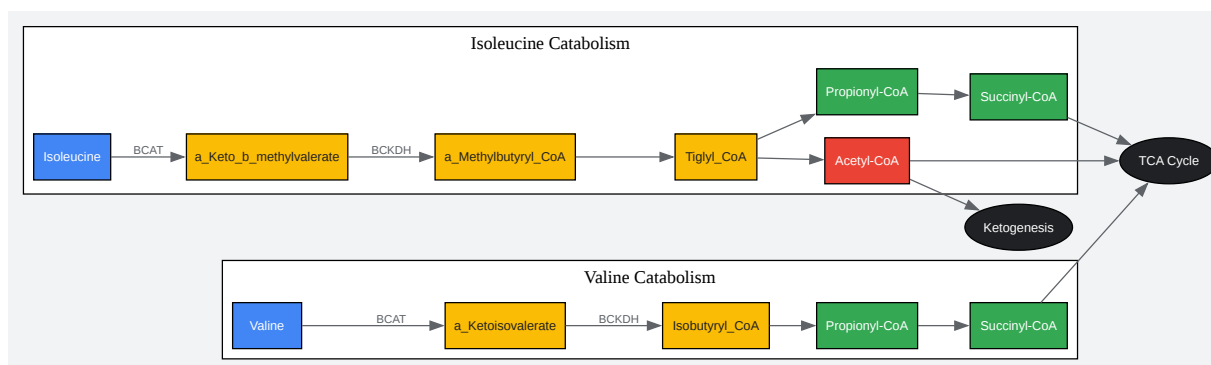 Isoleucine Catabolism
Propionyl-CoA
Succinyl-CoA
Isoleucine
BCAT
a_Keto_b_methylvalerate
BCKDH
a_Methylbutyryl_CoA
Tiglyl_CoA
Acetyl-CoA
TCA Cycle
Ketogenesis
Valine Catabolism
Valine
BCAT
a_Ketoisovalerate
BCKDH
Isobutyryl_CoA
Propionyl-CoA
Succinyl-CoA